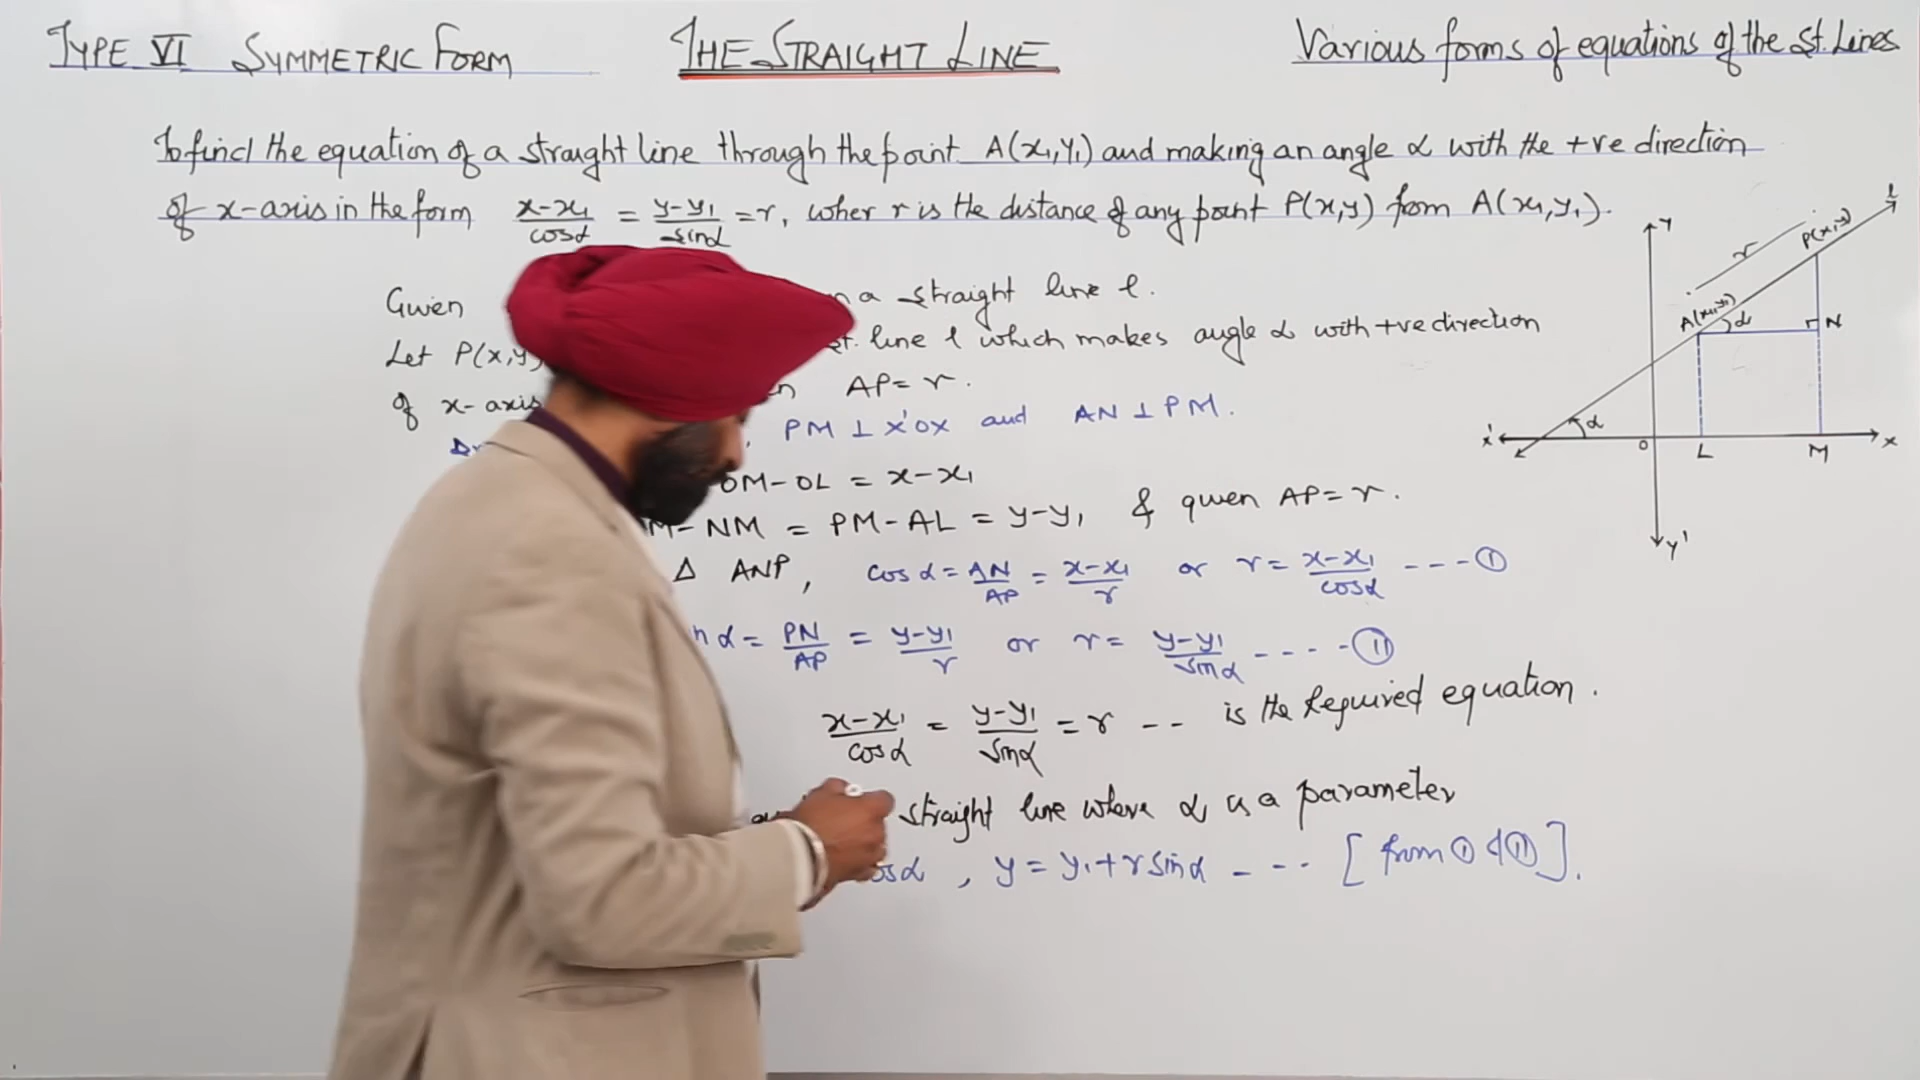 TYPE VI SYMMETRIC FORM
THE STRAIGHT LINE
Various forms of equations of the St. Lines
To find the equation of a straight line through the point A(x₁,y₁) and making an angle α with the +ve direction
of x-axis in the form (x-x₁)/cosα = (y-y₁)/sinα = r, wher r is the distance of any point P(x,y) from A(x₁,y₁).
Given a straight line l.
Let P(x,y st. line l which makes angle α with +ve direction
of x-axis AP = r.
PM ⊥ x'ox and AN ⊥ PM.
OM-OL = x-x₁
-NM = PM-AL = y-y₁ & given AP = r.
Δ ANP, cos α = AN/AP = (x-x₁)/r or r = (x-x₁)/cosα ---- Ⓘ
α = PN/AP = (y-y₁)/r or r = (y-y₁)/sinα ----- Ⓘⓘ
(x-x₁)/cosα = (y-y₁)/sinα = r -- is the Required equation.
straight line where α is a parameter
cosα , y = y₁+r sinα - -- [from Ⓘ & Ⓘⓘ].
l
P(x,y)
Y
r
A(x₁,y₁)
α
N
α
x'
O
L
M
X
Y'